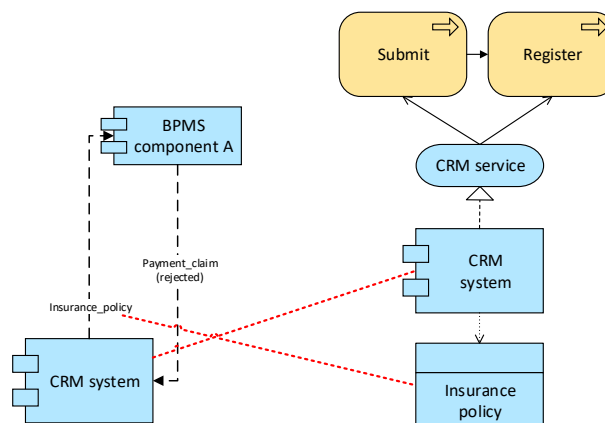 Submit
Register
BPMS
component A
CRM service
Payment_claim
(rejected)
CRM
system
Insurance_policy
CRM system
Insurance
policy